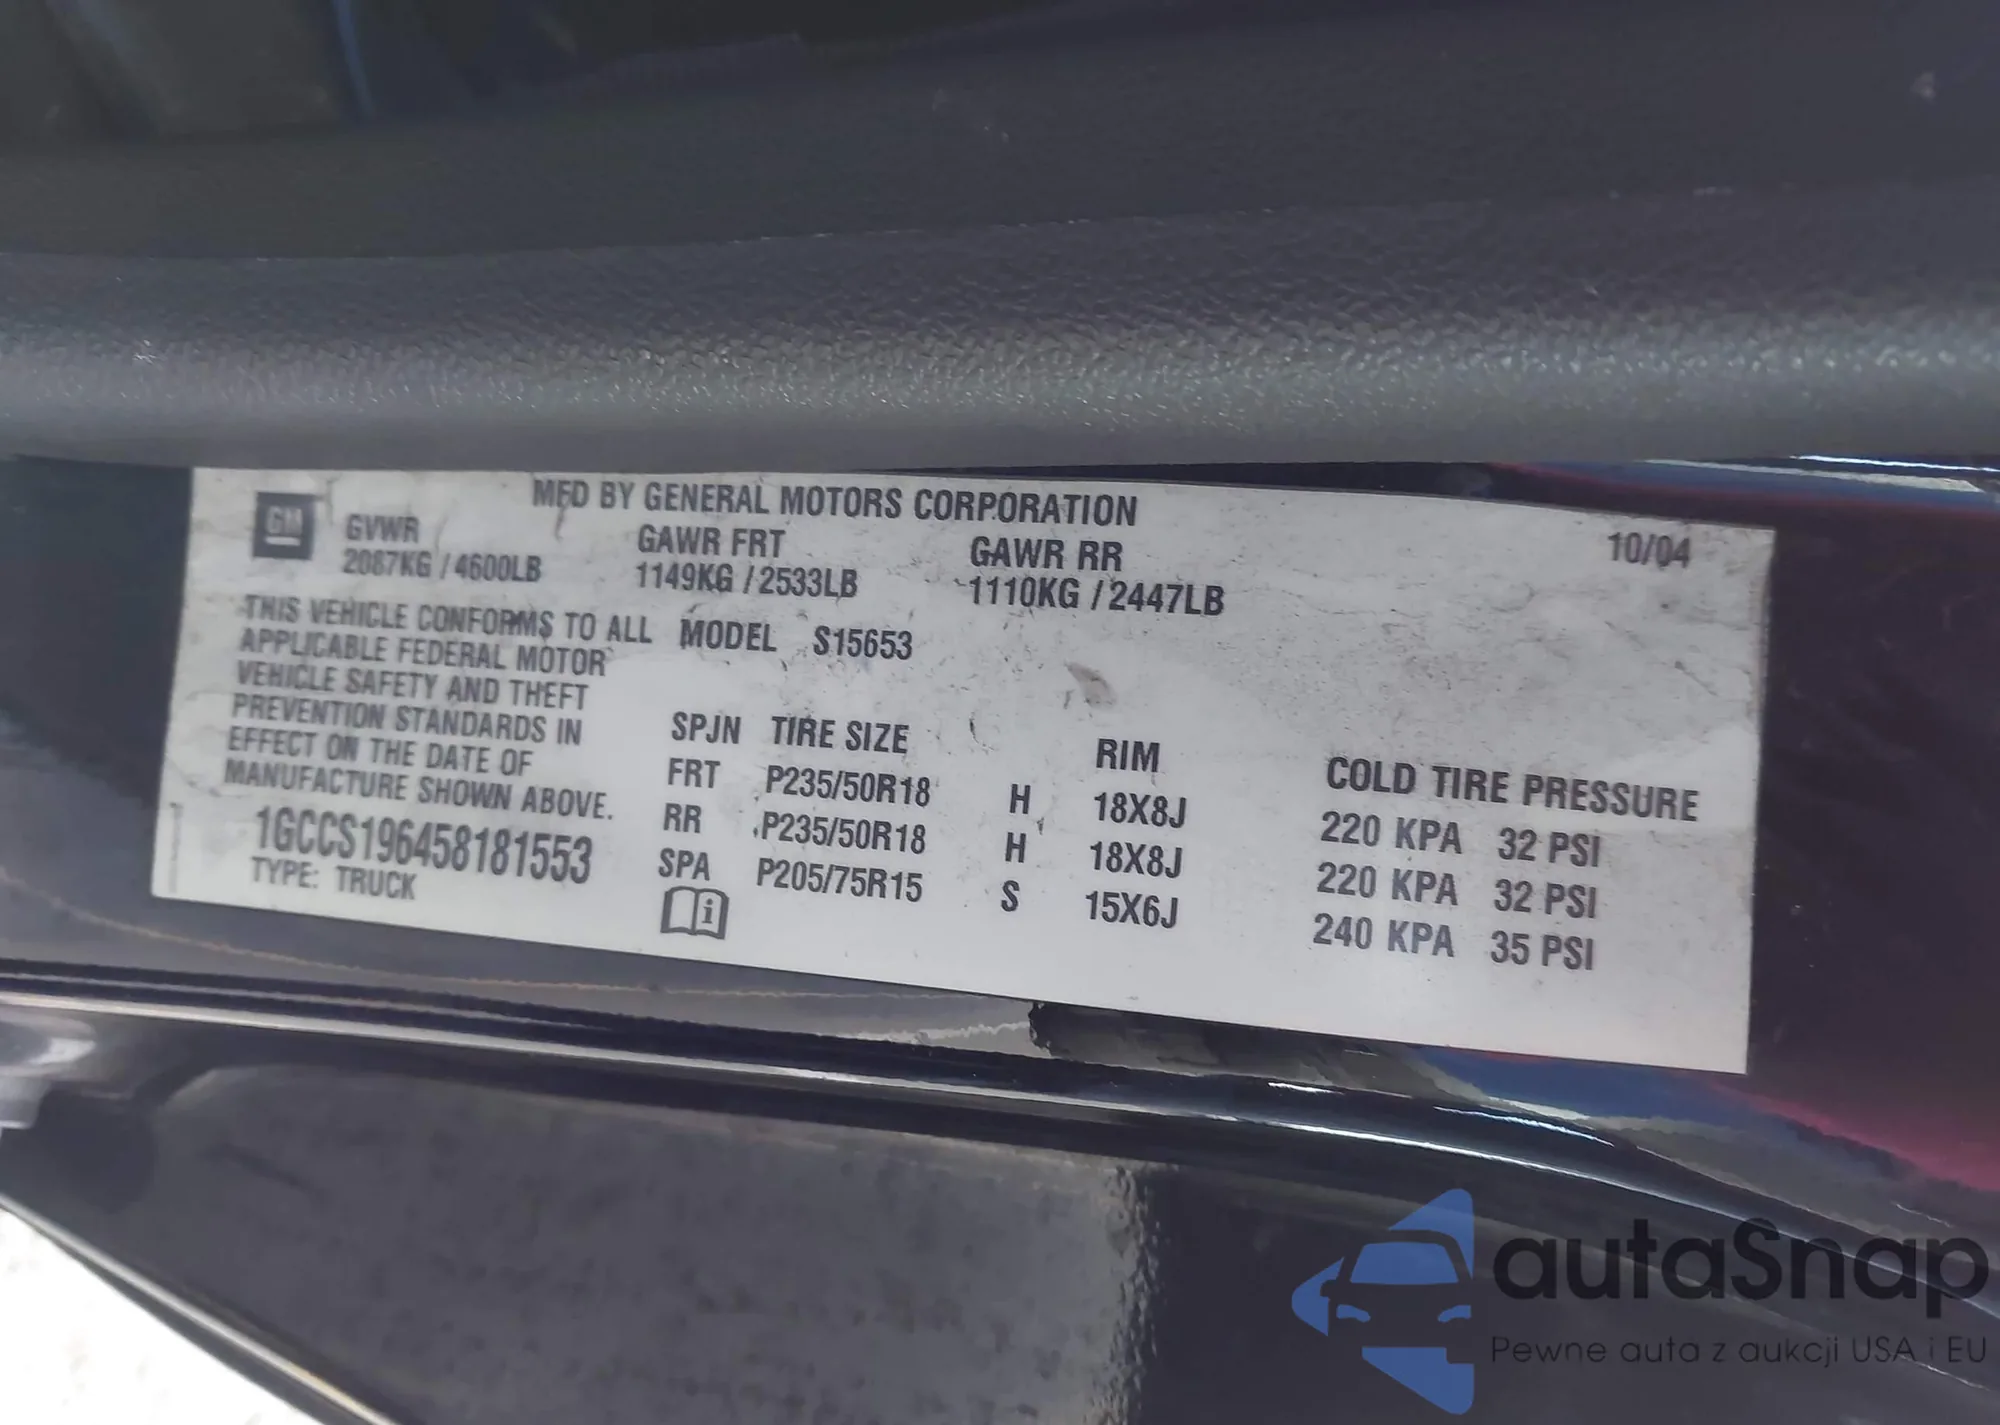 MFD BY GENERAL MOTORS CORPORATION
GM
GVWR GAWR FRT GAWR RR 10/04
2087KG / 4600LB 1149KG / 2533LB 1110KG / 2447LB
THIS VEHICLE CONFORMS TO ALL MODEL S15653
APPLICABLE FEDERAL MOTOR
VEHICLE SAFETY AND THEFT
PREVENTION STANDARDS IN
EFFECT ON THE DATE OF
MANUFACTURE SHOWN ABOVE.
1GCCS196458181553
TYPE: TRUCK
SPJN TIRE SIZE RIM COLD TIRE PRESSURE
FRT P235/50R18 H 18X8J 220 KPA 32 PSI
RR P235/50R18 H 18X8J 220 KPA 32 PSI
SPA P205/75R15 S 15X6J 240 KPA 35 PSI
i
autaSnap
Pewne auta z aukcji USA i EU